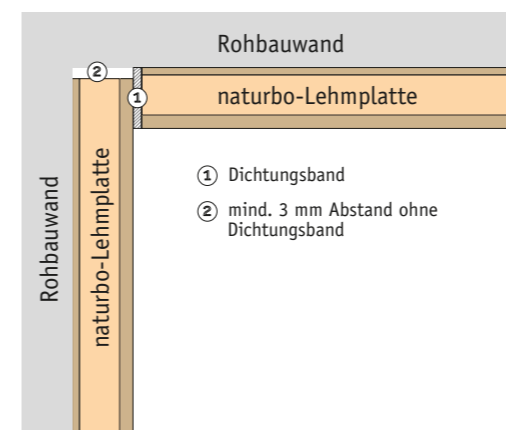 Rohbauwand
2
1
naturbo-Lehmplatte
Rohbauwand
naturbo-Lehmplatte
1 Dichtungsband
2 mind. 3 mm Abstand ohne
Dichtungsband